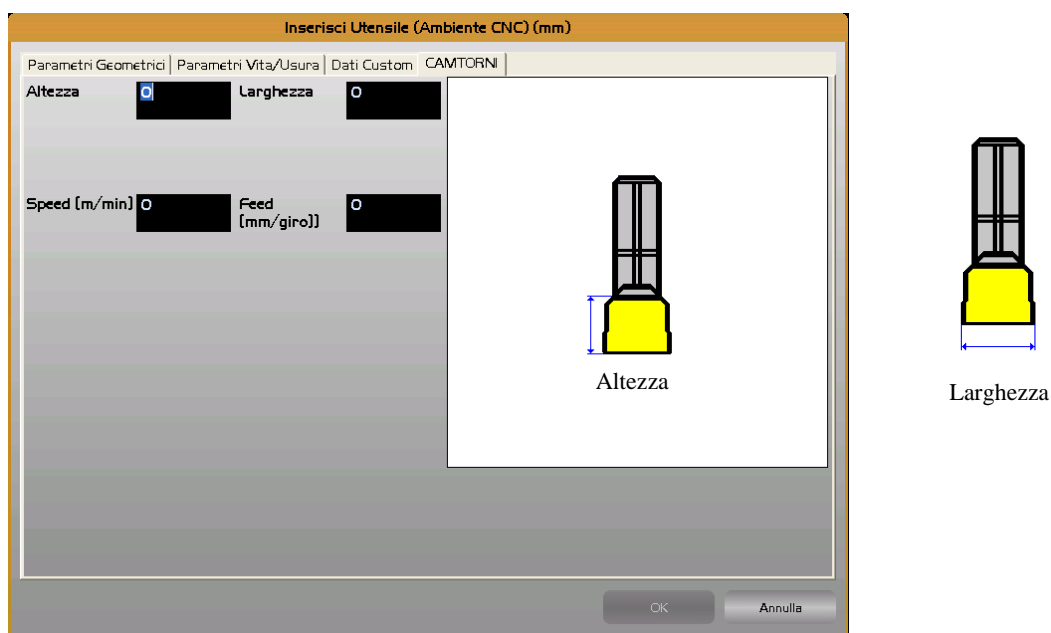 Inserisci Utensile (Ambiente CNC) (mm)
Parametri Geometrici Parametri Vita/Usura Dati Custom CAMTORNI
Altezza 0 Larghezza 0
Speed (m/min) 0 Feed 0
(mm/giro))
Altezza
Larghezza
OK Annulla